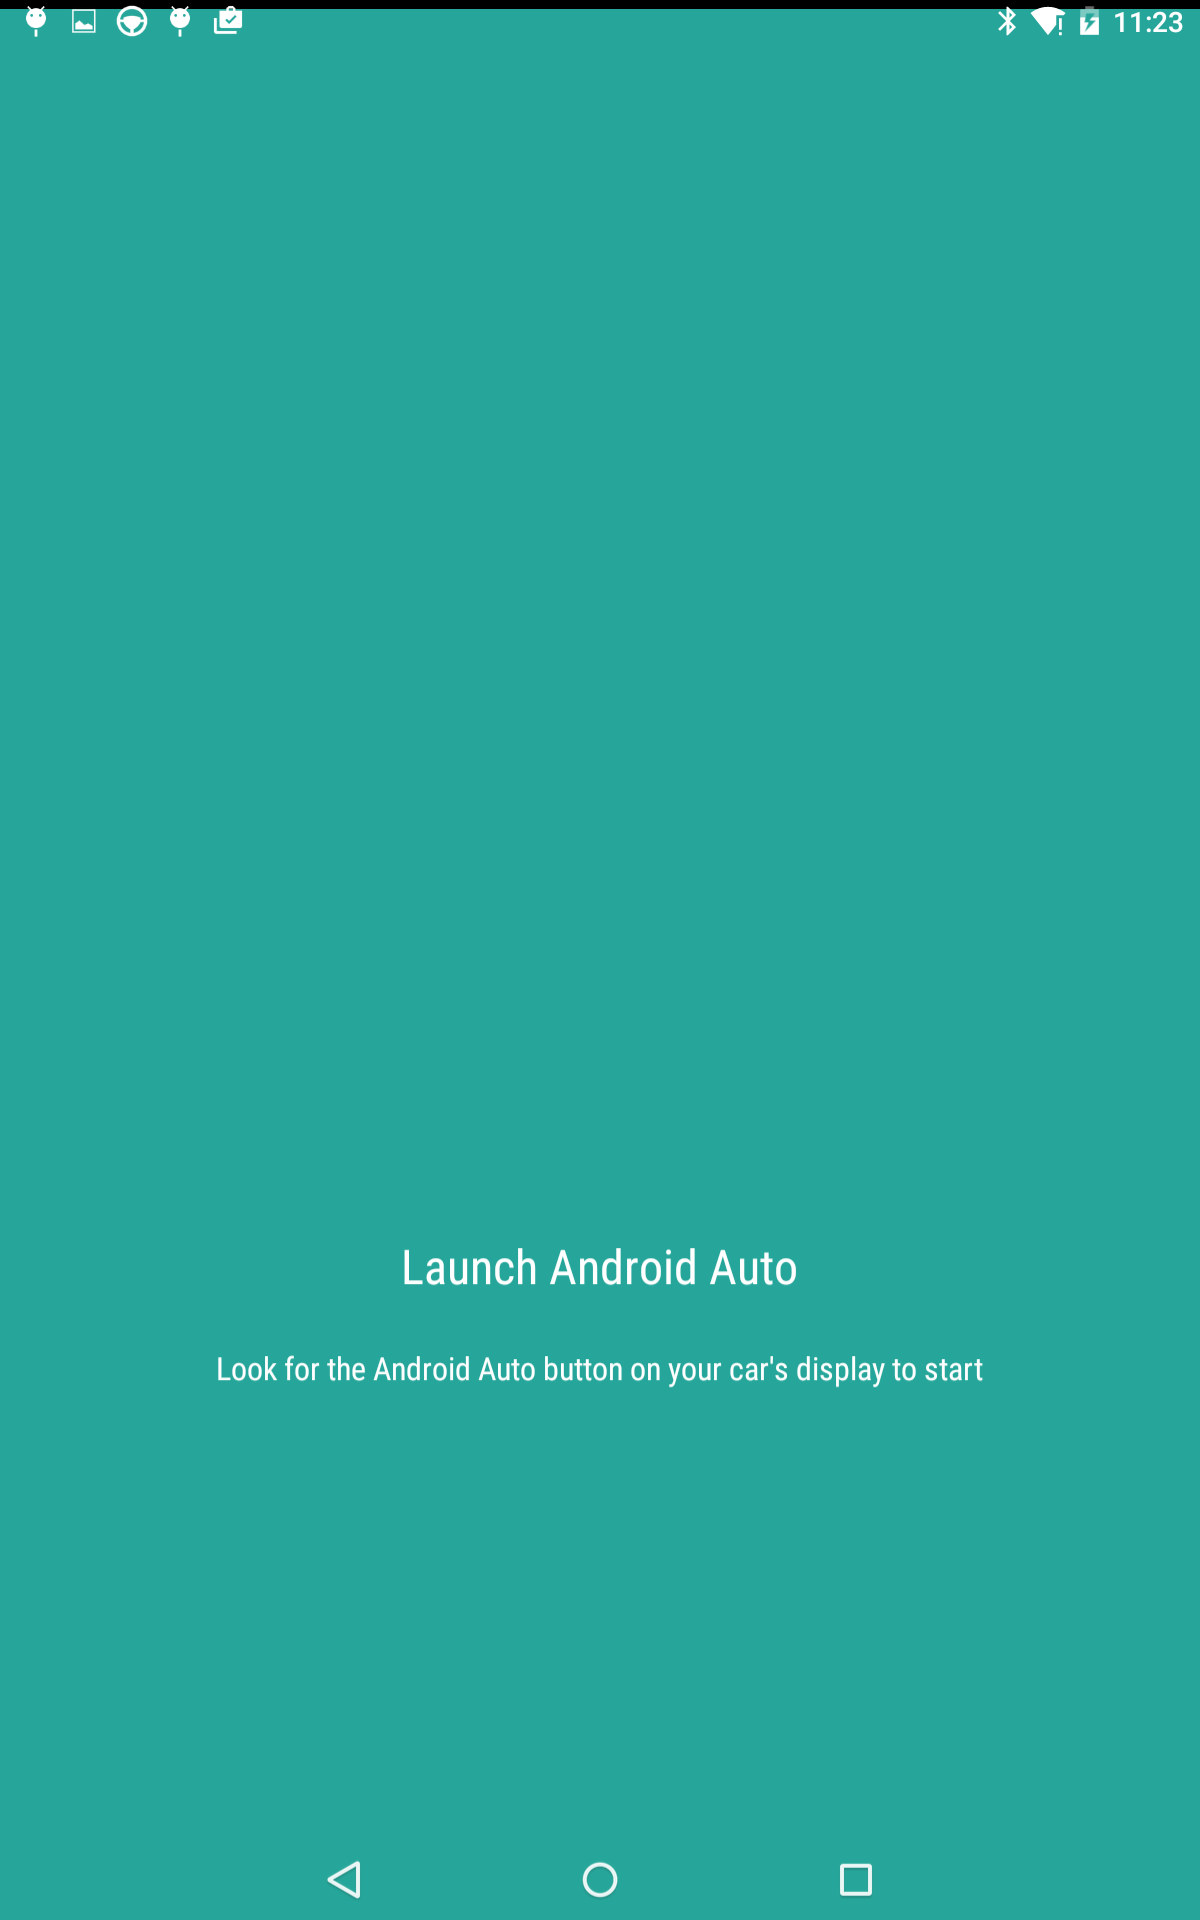 11:23
Launch Android Auto
Look for the Android Auto button on your car's display to start